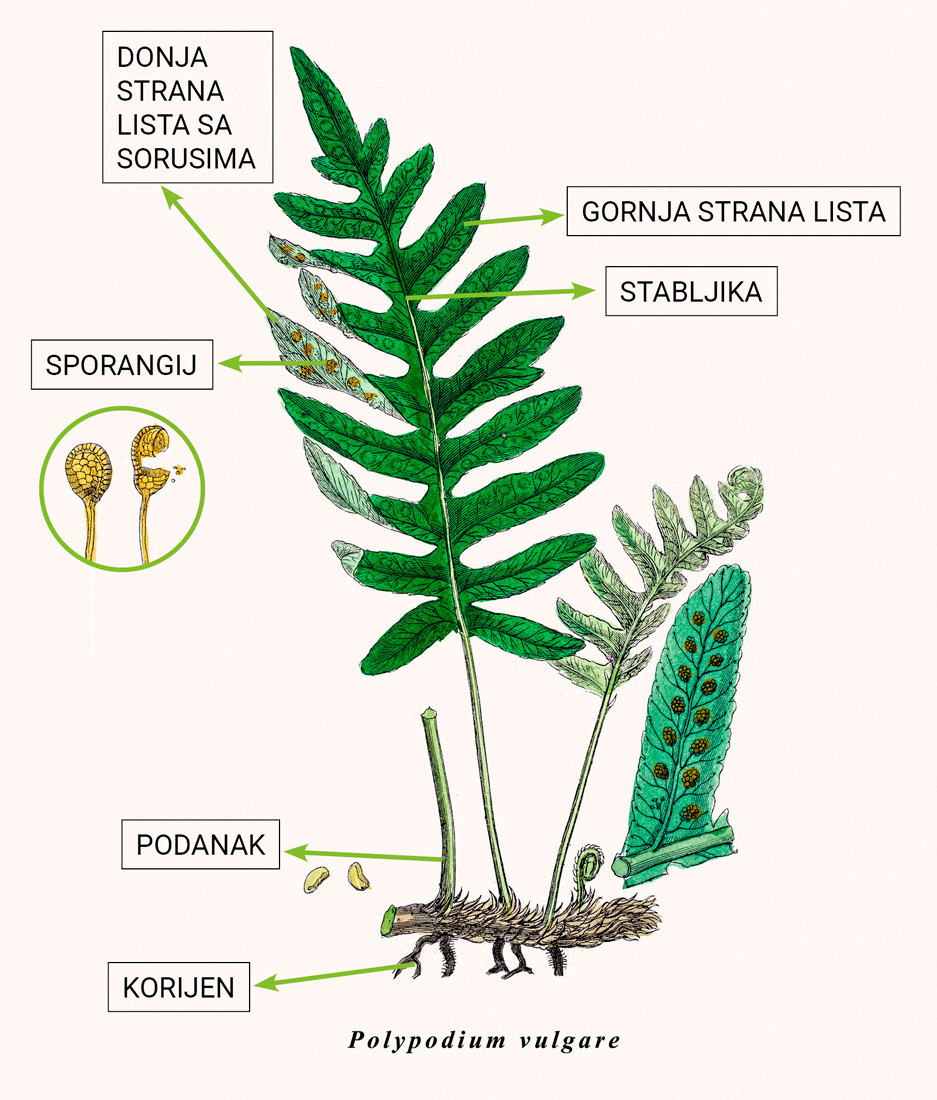 DONJA
STRANA
LISTA SA
SORUSIMA
GORNJA STRANA LISTA
STABLJIKA
SPORANGIJ
PODANAK
KORIJEN
Polypodium vulgare